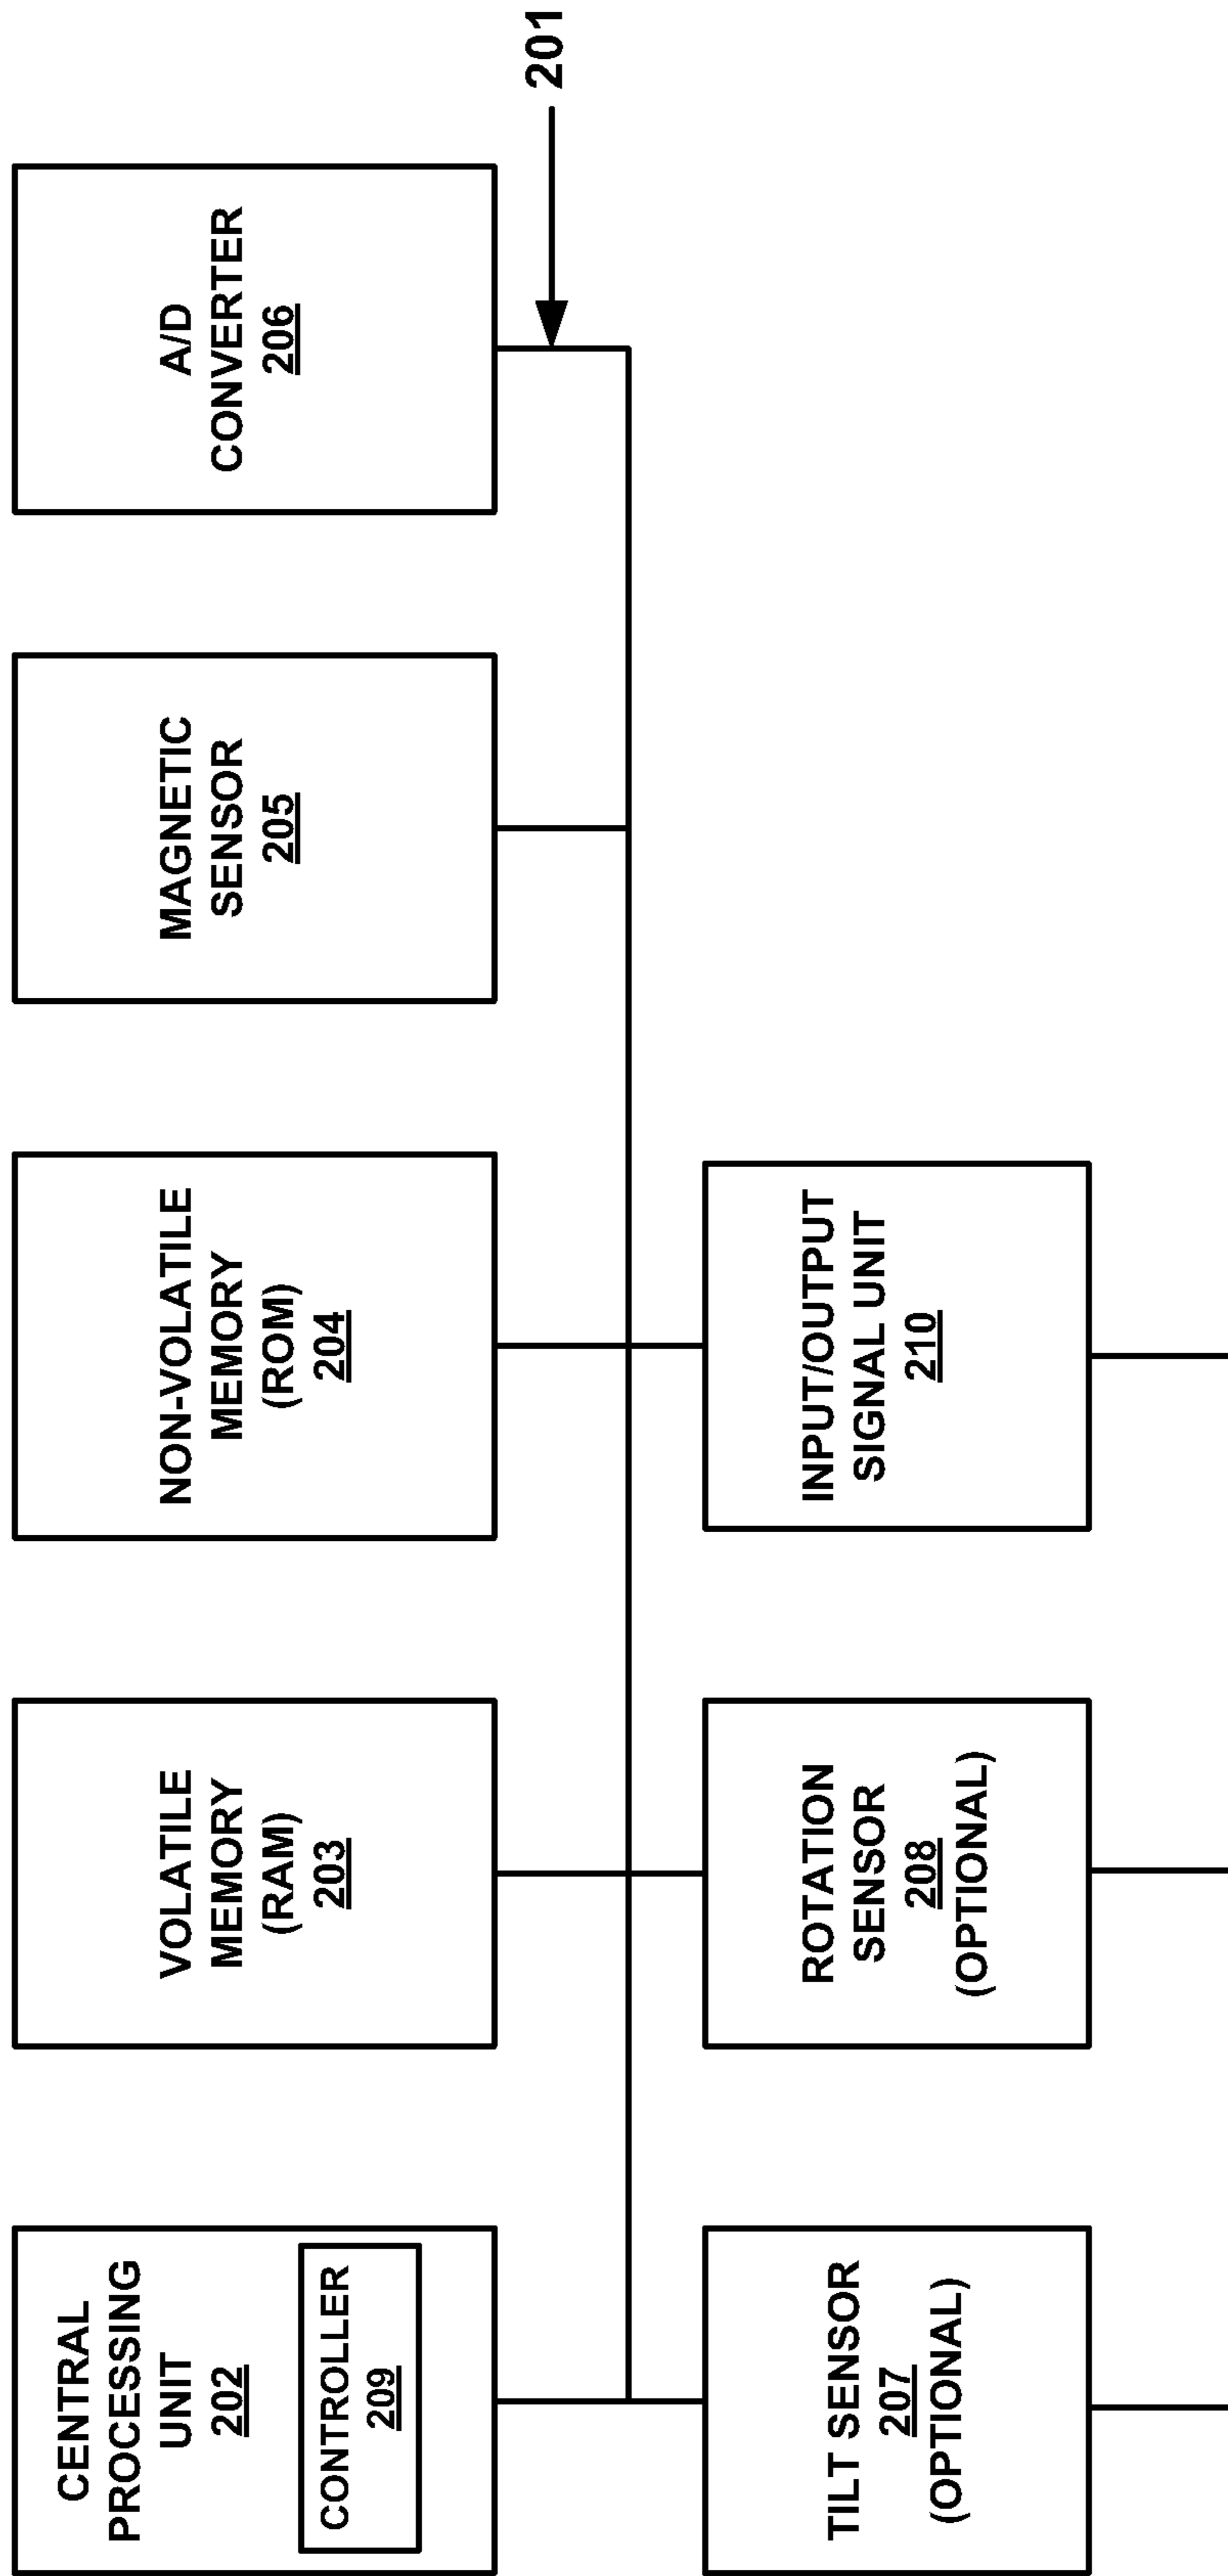 CENTRAL
PROCESSING
UNIT
202
CONTROLLER
209
VOLATILE
MEMORY
(RAM)
203
NON-VOLATILE
MEMORY
(ROM)
204
MAGNETIC
SENSOR
205
A/D
CONVERTER
206
201
TILT SENSOR
207
(OPTIONAL)
ROTATION
SENSOR
208
(OPTIONAL)
INPUT/OUTPUT
SIGNAL UNIT
210